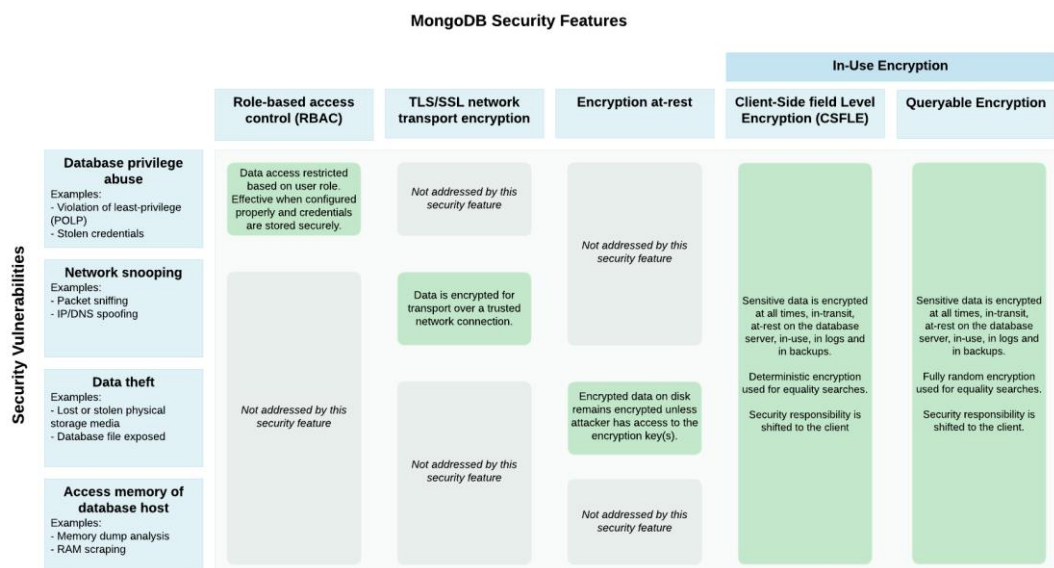 MongoDB Security Features
In-Use Encryption
Role-based access
control (RBAC)
TLS/SSL network
transport encryption
Encryption at-rest
Client-Side field Level
Encryption (CSFLE)
Queryable Encryption
Security Vulnerabilities
Database privilege
abuse
Examples:
- Violation of least-privilege
(POLP)
- Stolen credentials
Data access restricted
based on user role.
Effective when configured
properly and credentials
are stored securely.
Not addressed by this
security feature
Not addressed by this
security feature
Network snooping
Examples:
- Packet sniffing
- IP/DNS spoofing
Data is encrypted for
transport over a trusted
network connection.
Sensitive data is encrypted
at all times, in-transit,
at-rest on the database
server, in-use, in logs and
in backups.
Deterministic encryption
used for equality searches.
Security responsibility is
shifted to the client
Sensitive data is encrypted
at all times, in-transit,
at-rest on the database
server, in-use, in logs and
in backups.
Fully random encryption
used for equality searches.
Security responsibility is
shifted to the client.
Data theft
Examples:
- Lost or stolen physical
storage media
- Database file exposed
Not addressed by this
security feature
Not addressed by this
security feature
Encrypted data on disk
remains encrypted unless
attacker has access to the
encryption key(s).
Access memory of
database host
Examples:
- Memory dump analysis
- RAM scraping
Not addressed by this
security feature